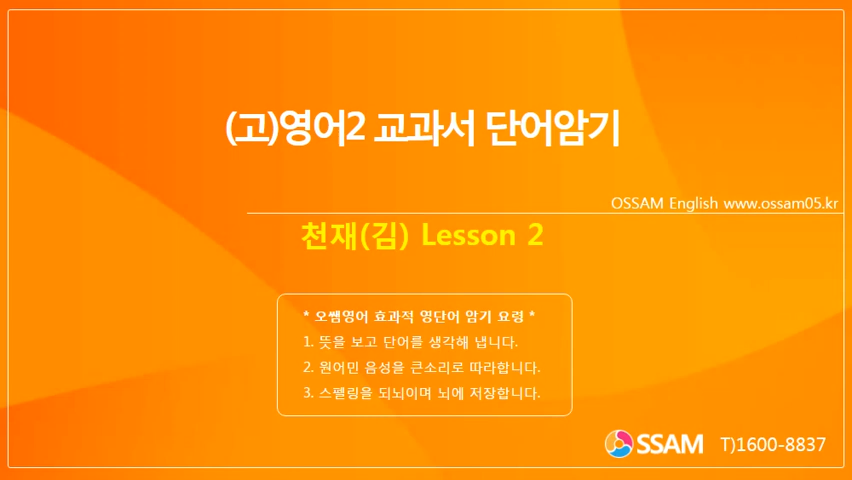 (고)영어2 교과서 단어암기
OSSAM English www.ossam05.kr
천재(김) Lesson 2
* 오쌤영어 효과적 영단어 암기 요령 *
1. 뜻을 보고 단어를 생각해 냅니다.
2. 원어민 음성을 큰소리로 따라합니다.
3. 스펠링을 되뇌이며 뇌에 저장합니다.
OSSAM T)1600-8837